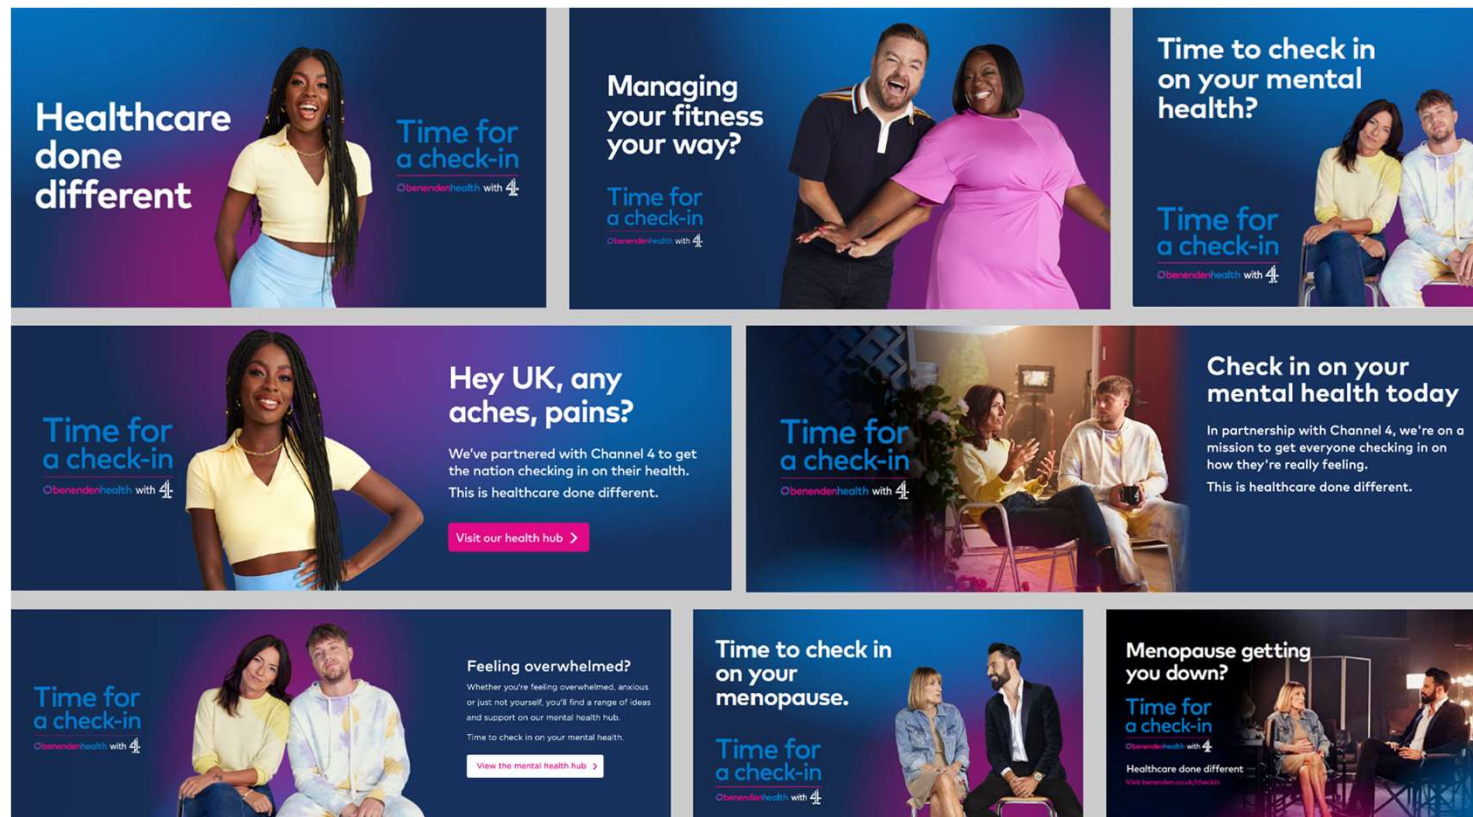 Healthcare
done
different
Time for
a check-in
benendenhealth with 4
Managing
your fitness
your way?
Time for
a check-in
benendenhealth with 4
Time to check in
on your mental
health?
Time for
a check-in
benendenhealth with 4
Time for
a check-in
benendenhealth with 4
Hey UK, any
aches, pains?
We've partnered with Channel 4 to get
the nation checking in on their health.
This is healthcare done different.
Visit our health hub
Time for
a check-in
benendenhealth with 4
Check in on your
mental health today
In partnership with Channel 4, we're on a
mission to get everyone checking in on
how they're really feeling.
This is healthcare done different.
Time for
a check-in
benendenhealth with 4
Feeling overwhelmed?
Whether you're feeling overwhelmed, anxious
or just not yourself, you'll find a range of ideas
and support on our mental health hub.
Time to check in on your mental health.
View the mental health hub
Time to check in
on your
menopause.
Time for
a check-in
benendenhealth with 4
Menopause getting
you down?
Time for
a check-in
benendenhealth with 4
Healthcare done different
Visit benenden.co.uk/checkin